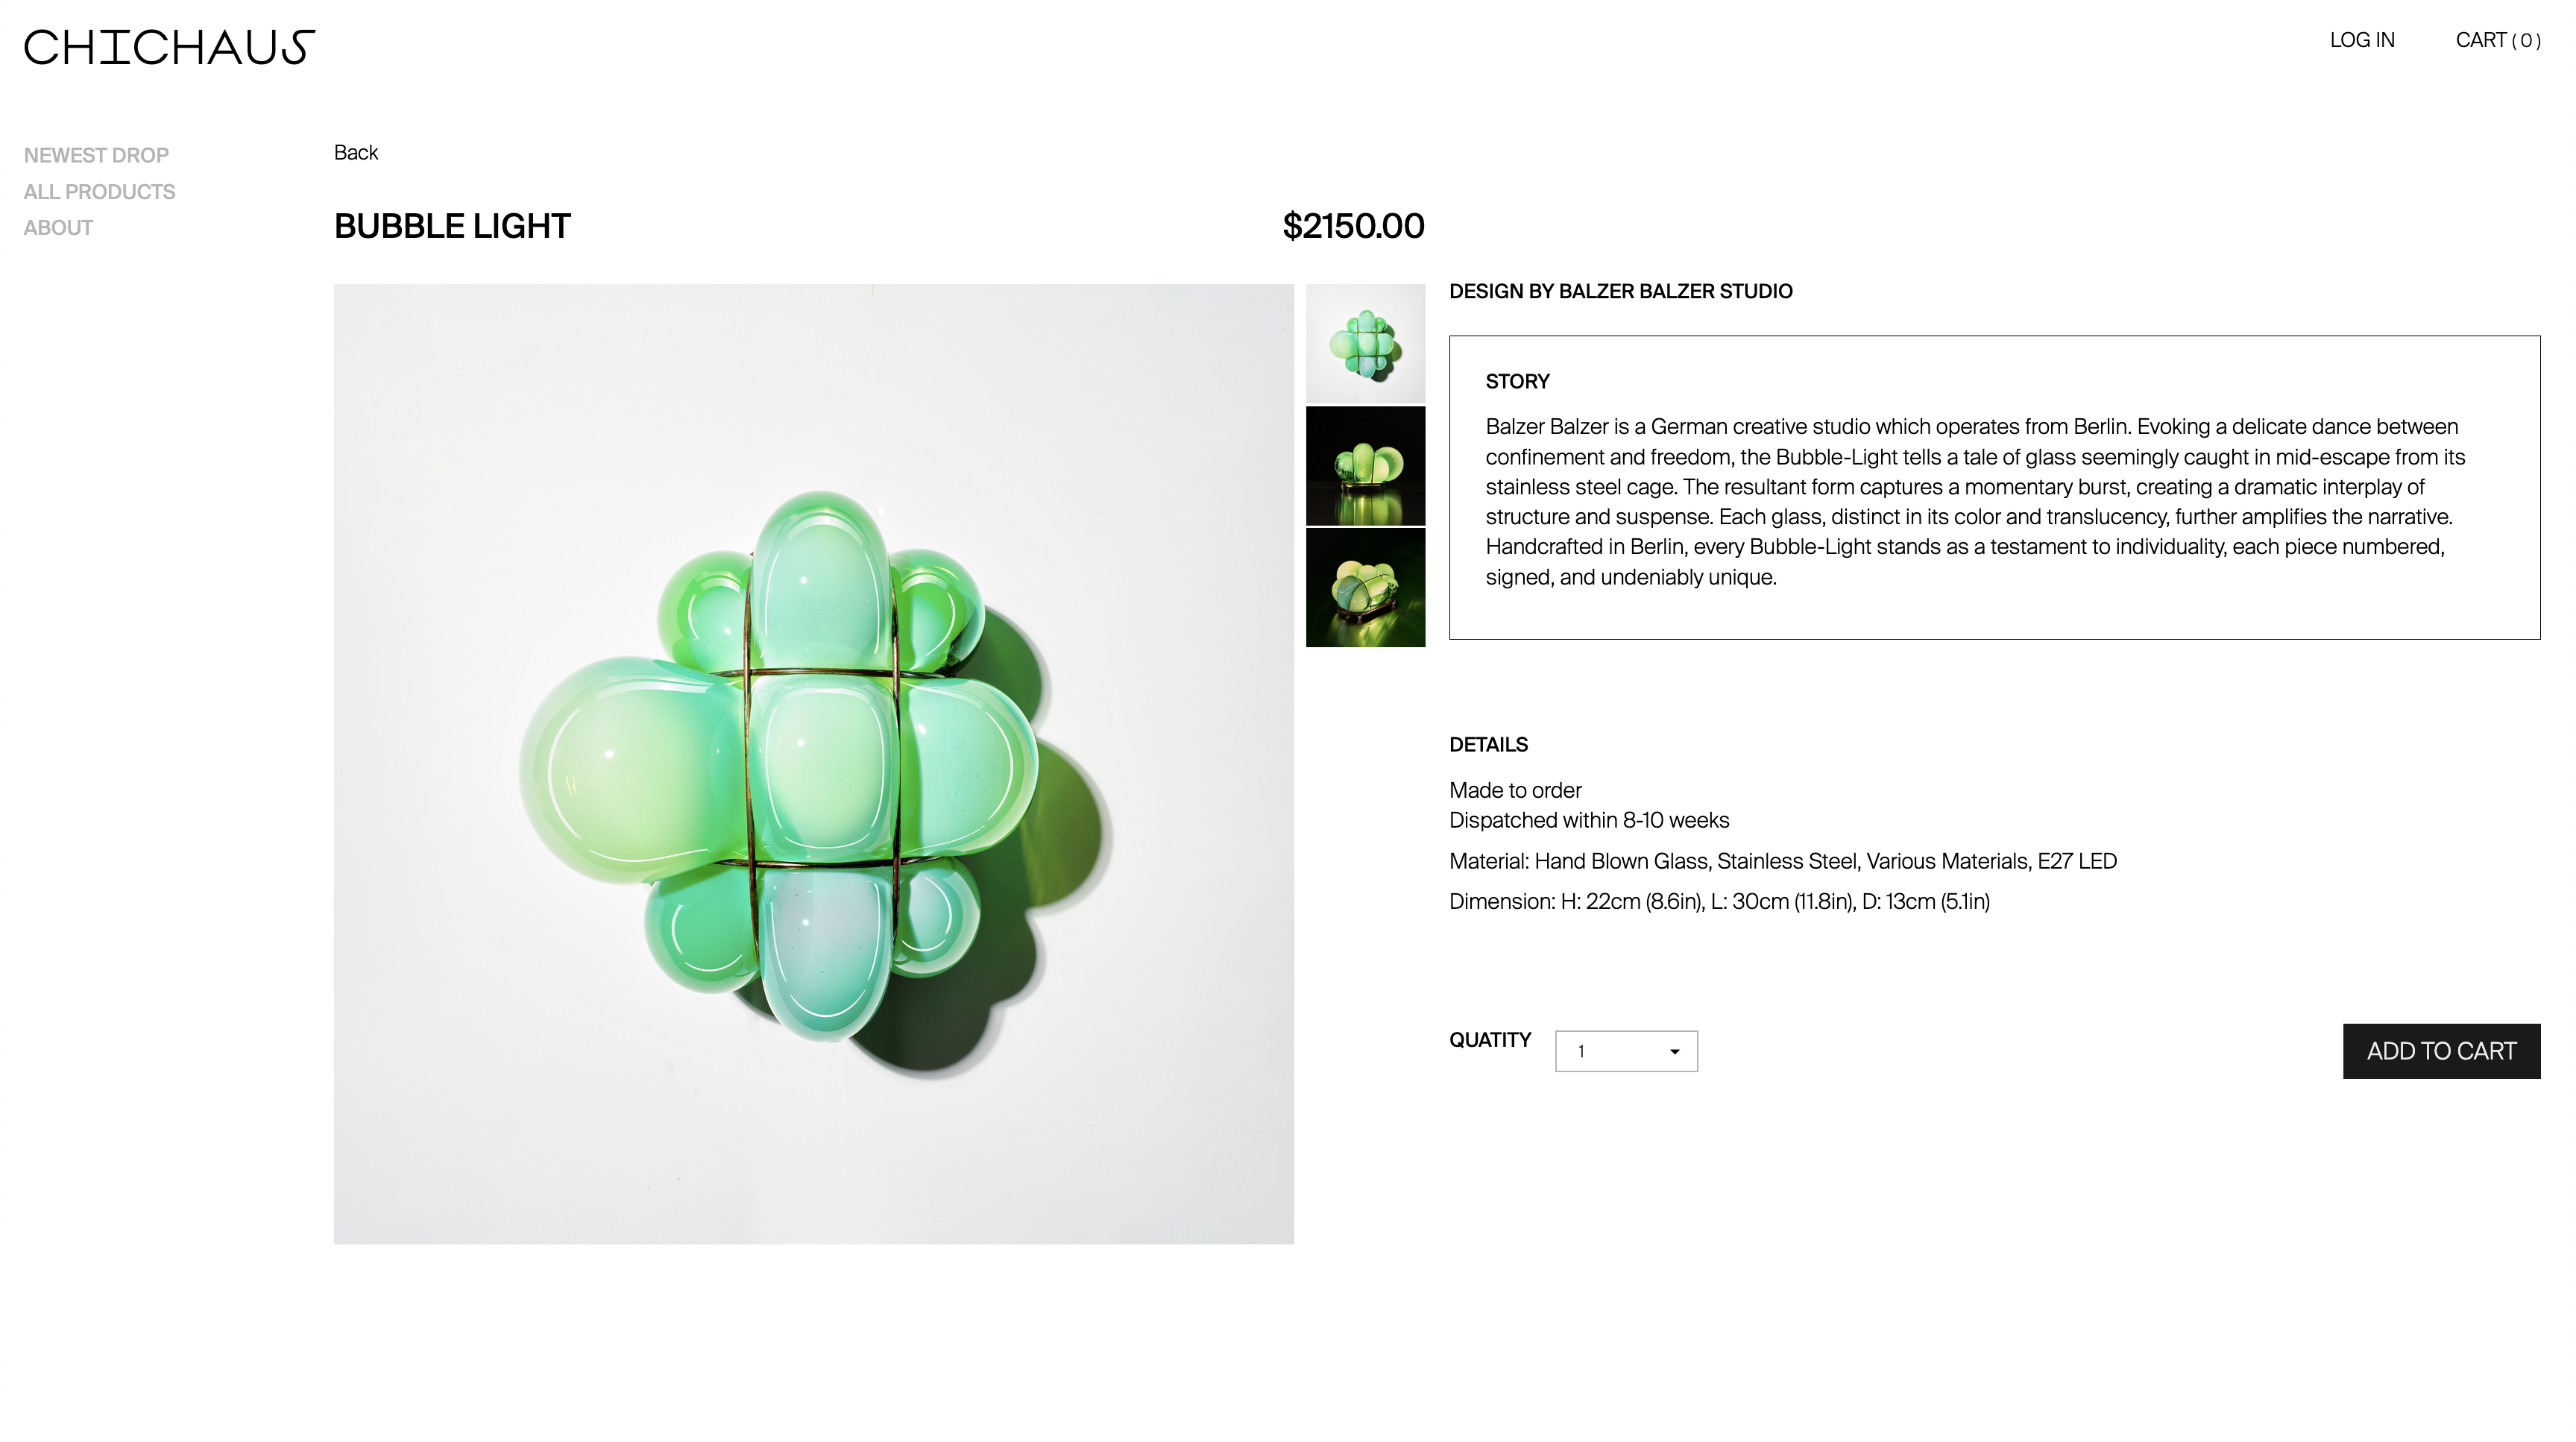 CHICHAUS
LOG IN
CART ( 0 )
NEWEST DROP
ALL PRODUCTS
ABOUT
Back
BUBBLE LIGHT
$2150.00
DESIGN BY BALZER BALZER STUDIO
STORY
Balzer Balzer is a German creative studio which operates from Berlin. Evoking a delicate dance between
confinement and freedom, the Bubble-Light tells a tale of glass seemingly caught in mid-escape from its
stainless steel cage. The resultant form captures a momentary burst, creating a dramatic interplay of
structure and suspense. Each glass, distinct in its color and translucency, further amplifies the narrative.
Handcrafted in Berlin, every Bubble-Light stands as a testament to individuality, each piece numbered,
signed, and undeniably unique.
DETAILS
Made to order
Dispatched within 8-10 weeks
Material: Hand Blown Glass, Stainless Steel, Various Materials, E27 LED
Dimension: H: 22cm (8.6in), L: 30cm (11.8in), D: 13cm (5.1in)
QUATITY
1
ADD TO CART